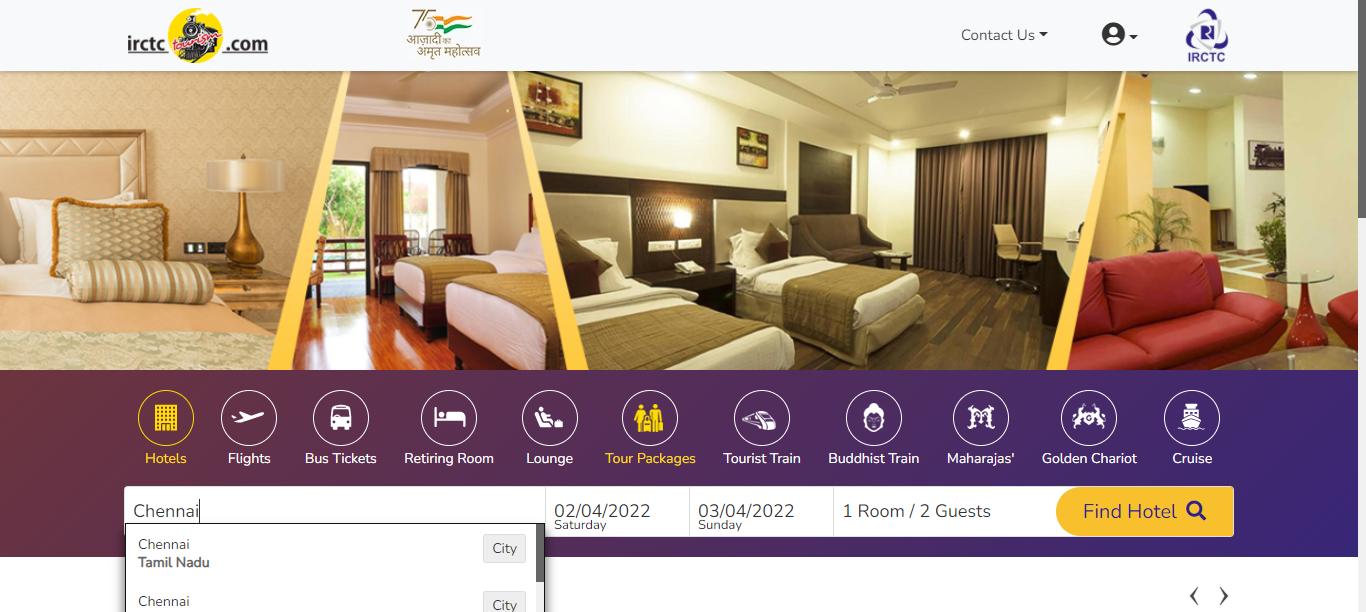 irctc tourism .com
75
आज़ादी का
अमृत महोत्सव
Contact Us
IRCTC
Hotels
Flights
Bus Tickets
Retiring Room
Lounge
Tour Packages
Tourist Train
Buddhist Train
Maharajas'
Golden Chariot
Cruise
Chennai
02/04/2022
Saturday
03/04/2022
Sunday
1 Room / 2 Guests
Find Hotel
Chennai
Tamil Nadu
City
Chennai
City